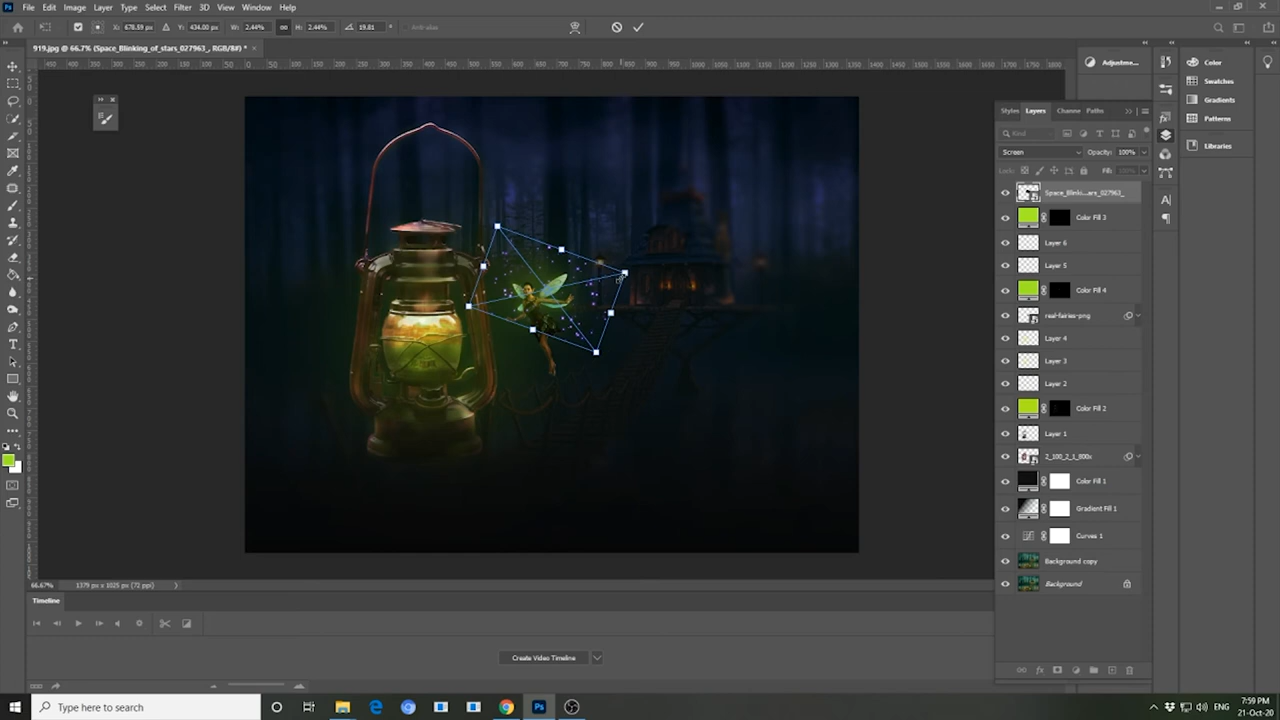 Ps File Edit Image Layer Type Select Filter 3D View Window Help
X: 678.59 px Y: 434.00 px W: 2.44% H: 2.44% 19.81 ° Anti-alias
919.jpg @ 66.7% (Space_Blinking_of_stars_027963_, RGB/8#) *
Adjustme...
Color
Swatches
Gradients
Patterns
Libraries
Styles Layers Channe Paths
Kind
Screen Opacity: 100%
Lock: Fill: 100%
Space_Blinki...ars_027963_
Color Fill 3
Layer 6
Layer 5
Color Fill 4
real-fairies-png
Layer 4
Layer 3
Layer 2
Color Fill 2
Layer 1
2_100_2_1_800x
Color Fill 1
Gradient Fill 1
Curves 1
Background copy
Background
66.67% 1379 px x 1025 px (72 ppi)
Timeline
Create Video Timeline
Type here to search
Ps
ENG
7:59 PM
21-Oct-20